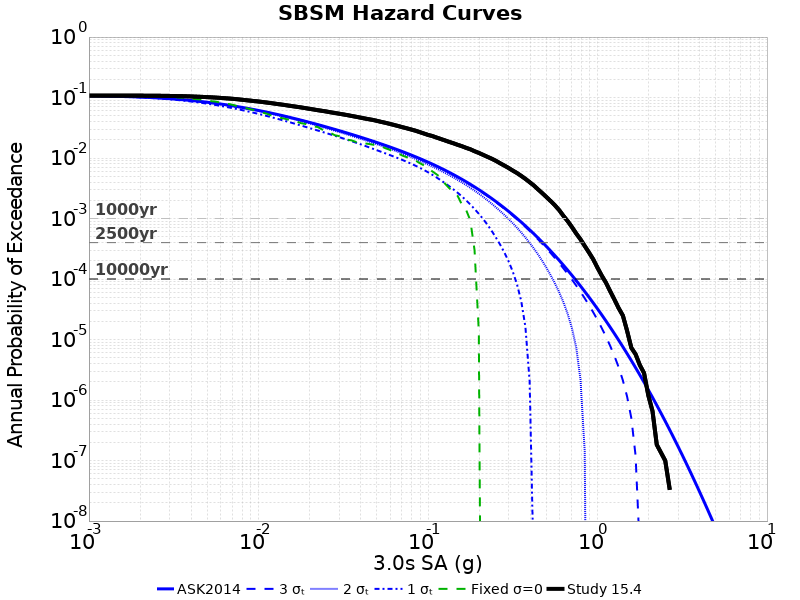 SBSM Hazard Curves
Annual Probability of Exceedance
10^0
10^-1
10^-2
10^-3
10^-4
10^-5
10^-6
10^-7
10^-8
1000yr
2500yr
10000yr
10^-3 10^-2 10^-1 10^0 10^1
3.0s SA (g)
ASK2014 3 σₜ 2 σₜ 1 σₜ Fixed σ=0 Study 15.4